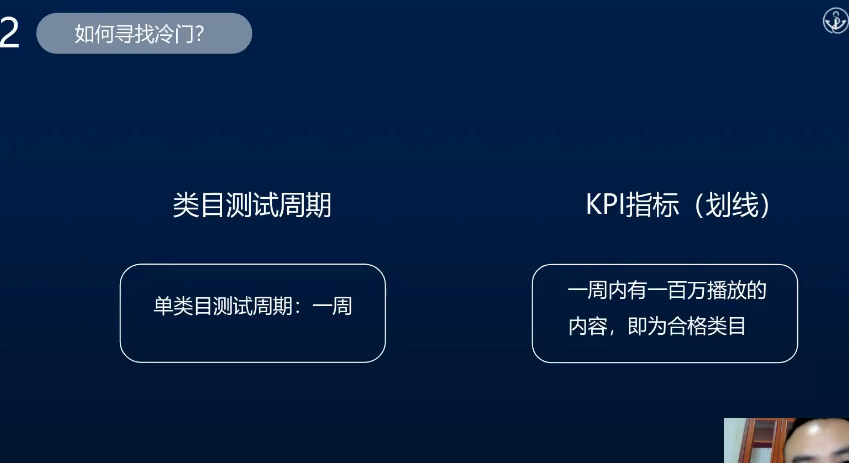 2
如何寻找冷门？
类目测试周期
KPI指标（划线）
单类目测试周期：一周
一周内有一百万播放的
内容，即为合格类目